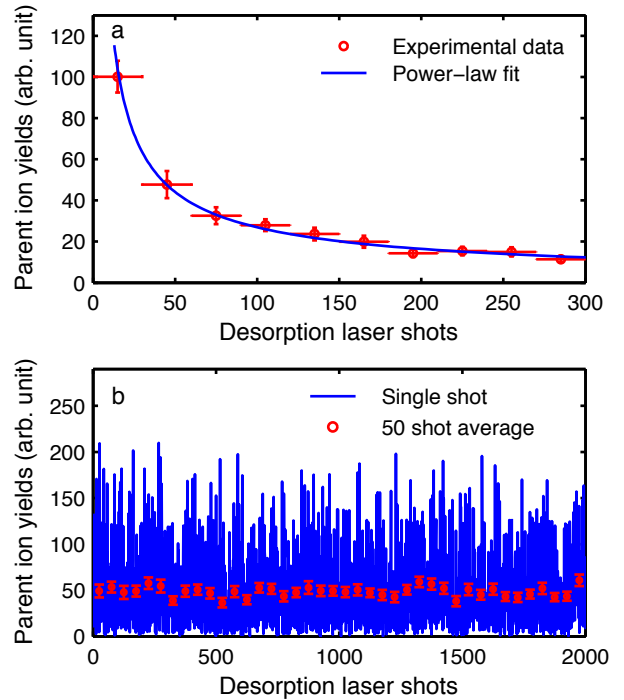 a
Experimental data
Power-law fit
Parent ion yields (arb. unit)
120
100
80
60
40
20
0
0 50 100 150 200 250 300
Desorption laser shots
b
Single shot
50 shot average
Parent ion yields (arb. unit)
250
200
150
100
50
0
0 500 1000 1500 2000
Desorption laser shots